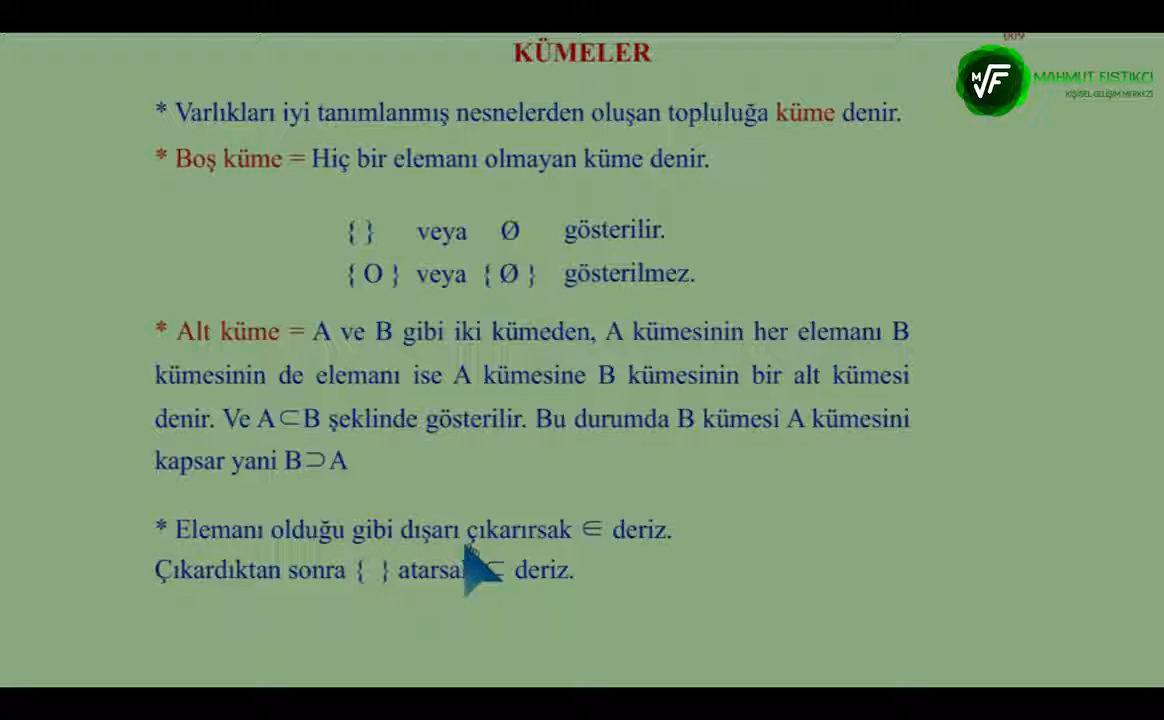 009
KÜMELER
MAHMUT FISTIKCI
KİŞİSEL GELİŞİM MERKEZİ
* Varlıkları iyi tanımlanmış nesnelerden oluşan topluluğa küme denir.
* Boş küme = Hiç bir elemanı olmayan küme denir.
{ } veya Ø gösterilir.
{ O } veya { Ø } gösterilmez.
* Alt küme = A ve B gibi iki kümeden, A kümesinin her elemanı B
kümesinin de elemanı ise A kümesine B kümesinin bir alt kümesi
denir. Ve A⊂B şeklinde gösterilir. Bu durumda B kümesi A kümesini
kapsar yani B⊃A
* Elemanı olduğu gibi dışarı çıkarırsak ∈ deriz.
Çıkardıktan sonra { } deriz.